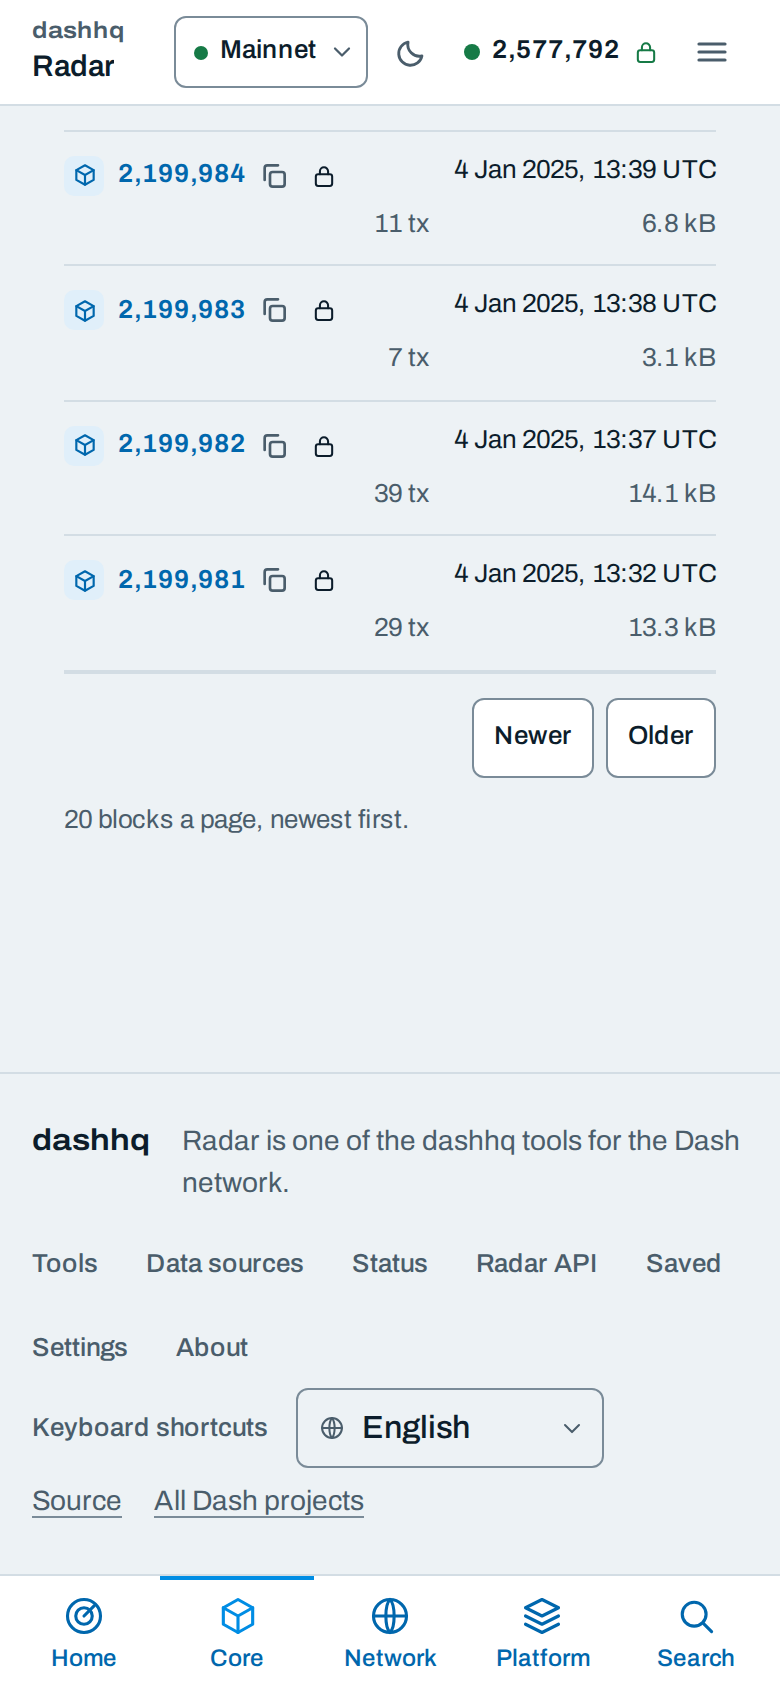 dashhq
Radar
Mainnet
2,577,792
2,199,984
4 Jan 2025, 13:39 UTC
11 tx
6.8 kB
2,199,983
4 Jan 2025, 13:38 UTC
7 tx
3.1 kB
2,199,982
4 Jan 2025, 13:37 UTC
39 tx
14.1 kB
2,199,981
4 Jan 2025, 13:32 UTC
29 tx
13.3 kB
Newer
Older
20 blocks a page, newest first.
dashhq
Radar is one of the dashhq tools for the Dash
network.
Tools
Data sources
Status
Radar API
Saved
Settings
About
Keyboard shortcuts
English
Source
All Dash projects
Home
Core
Network
Platform
Search